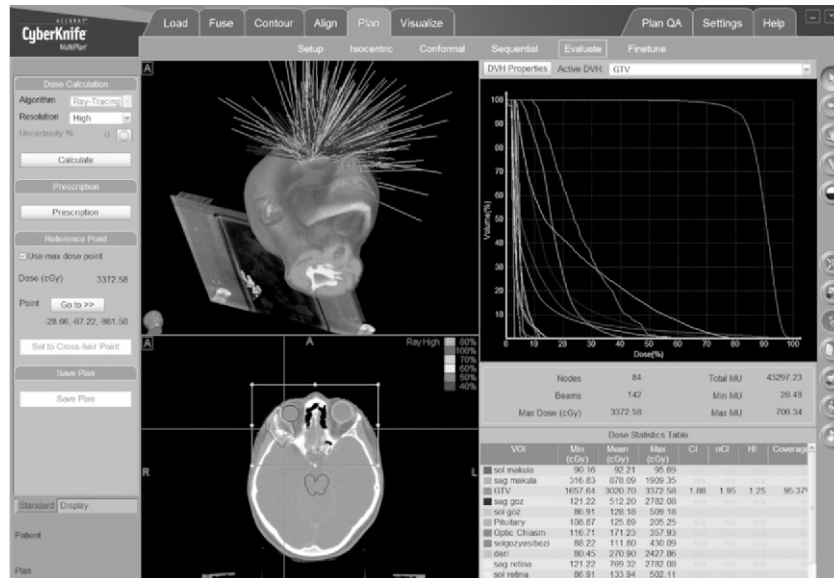 ACCURAY
CyberKnife
MultiPlan
Load Fuse Contour Align Plan Visualize Plan QA Settings Help
Setup Isocentric Conformal Sequential Evaluate Finetune
Dose Calculation
Algorithm Ray-Tracing
Resolution High
Uncertainty % 0
Calculate
Prescription
Prescription
Reference Point
Use max dose point
Dose (cGy) 3372.58
Point Go to >>
-28.66,-67.22,-981.50
Set to Cross-hair Point
Save Plan
Save Plan
Standard Display
Patient
Plan
A
A
A
R
L
Ray High 80%
100%
70%
60%
50%
40%
DVH Properties Active DVH: GTV
Volume(%)
100
90
80
70
60
50
40
30
20
10
0 10 20 30 40 50 60 70 80 90 100
Dose(%)
Nodes 84 Total MU 43297.23
Beams 142 Min MU 26.49
Max Dose (cGy) 3372.58 Max MU 706.34
Dose Statistics Table
VOI Min (cGy) Mean (cGy) Max (cGy) CI nCI HI Coverage
sol makula 90.16 92.21 95.69
sag makula 316.83 878.09 1909.35
GTV 1657.64 3020.70 3372.58 1.86 1.95 1.25 95.37%
sag goz 121.22 512.20 2782.08
sol goz 86.91 128.18 509.18
Pituitary 108.87 125.89 205.25
Optic Chiasm 116.71 171.23 357.93
solgozyesibezi 88.22 111.80 430.09
deri 80.45 270.90 2427.86
sag retina 121.22 769.32 2782.08
sol retina 86.91 133.94 502.11